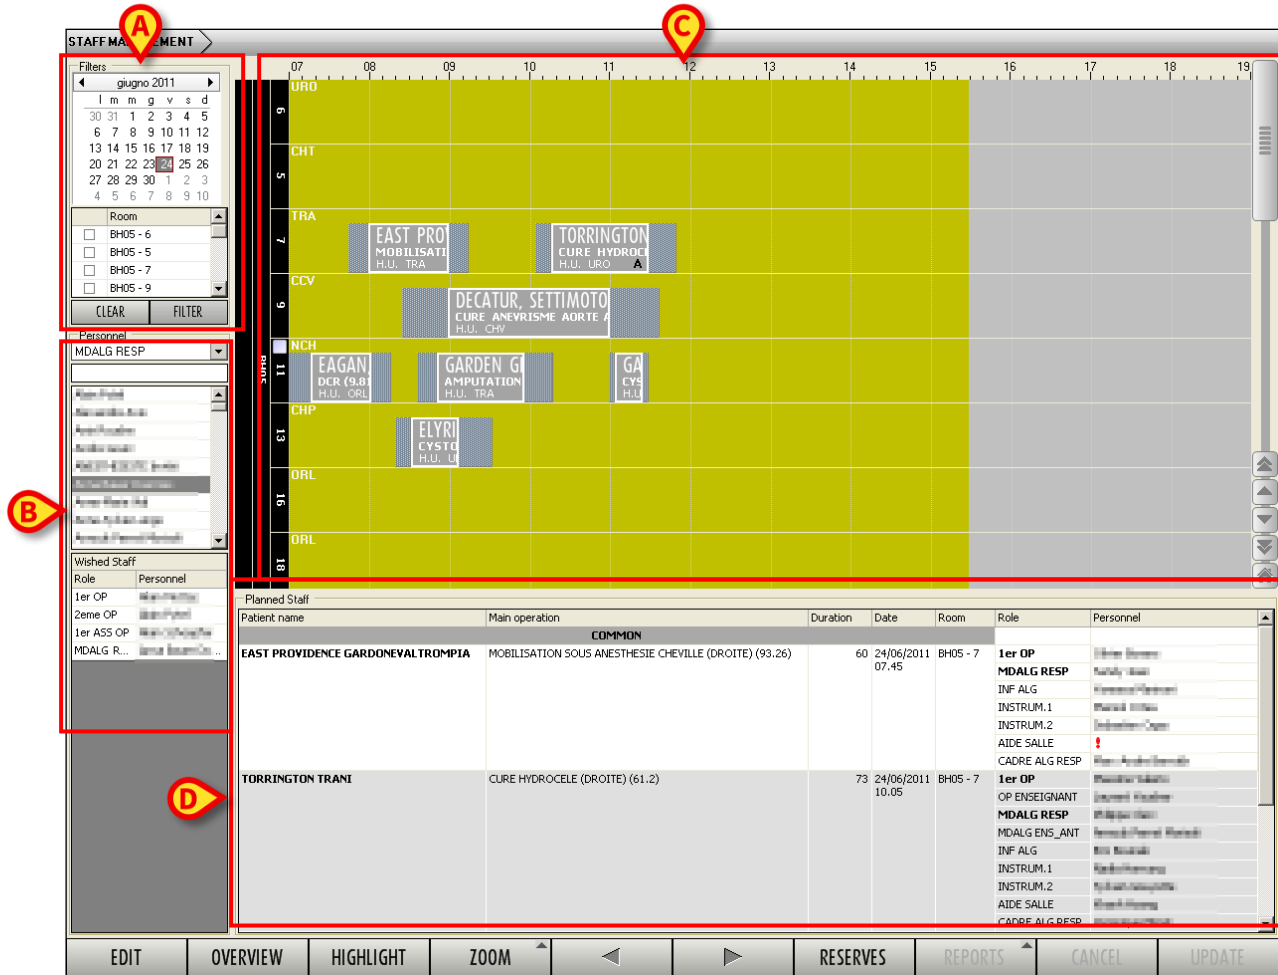 A
C
STAFF MA EMENT
Filters
giugno 2011
l m m g v s d
30 31 1 2 3 4 5
6 7 8 9 10 11 12
13 14 15 16 17 18 19
20 21 22 23 24 25 26
27 28 29 30 1 2 3
4 5 6 7 8 9 10
Room
BH05 - 6
BH05 - 5
BH05 - 7
BH05 - 9
CLEAR FILTER
Personnel
MDALG RESP
B
Wished Staff
Role Personnel
1er OP
2eme OP
1er ASS OP
MDALG R...
07 08 09 10 11 12 13 14 15 16 17 18 19
6 URO
5 CHT
7 TRA
EAST PRO
MOBILISATI
H.U. TRA
TORRINGTON
CURE HYDROCI
H.U. URO A
9 CCV
DECATUR, SETTIMOTO
CURE ANEVRISME AORTE A
H.U. CHV
BH05
11 NCH
EAGAN,
DCR (9.81
H.U. ORL
GARDEN G
AMPUTATION
H.U. TRA
GA
CYS
H.U
13 CHP
ELYRI
CYSTO
H.U. U
16 ORL
18 ORL
D
Planned Staff
Patient name Main operation Duration Date Room Role Personnel
COMMON
EAST PROVIDENCE GARDONEVALTROMPIA MOBILISATION SOUS ANESTHESIE CHEVILLE (DROITE) (93.26) 60 24/06/2011 BH05 - 7 1er OP
07.45 MDALG RESP
INF ALG
INSTRUM.1
INSTRUM.2
AIDE SALLE !
CADRE ALG RESP
TORRINGTON TRANI CURE HYDROCELE (DROITE) (61.2) 73 24/06/2011 BH05 - 7 1er OP
10.05 OP ENSEIGNANT
MDALG RESP
MDALG ENS_ANT
INF ALG
INSTRUM.1
INSTRUM.2
AIDE SALLE
CADRE ALG RESP
EDIT OVERVIEW HIGHLIGHT ZOOM RESERVES REPORTS CANCEL UPDATE